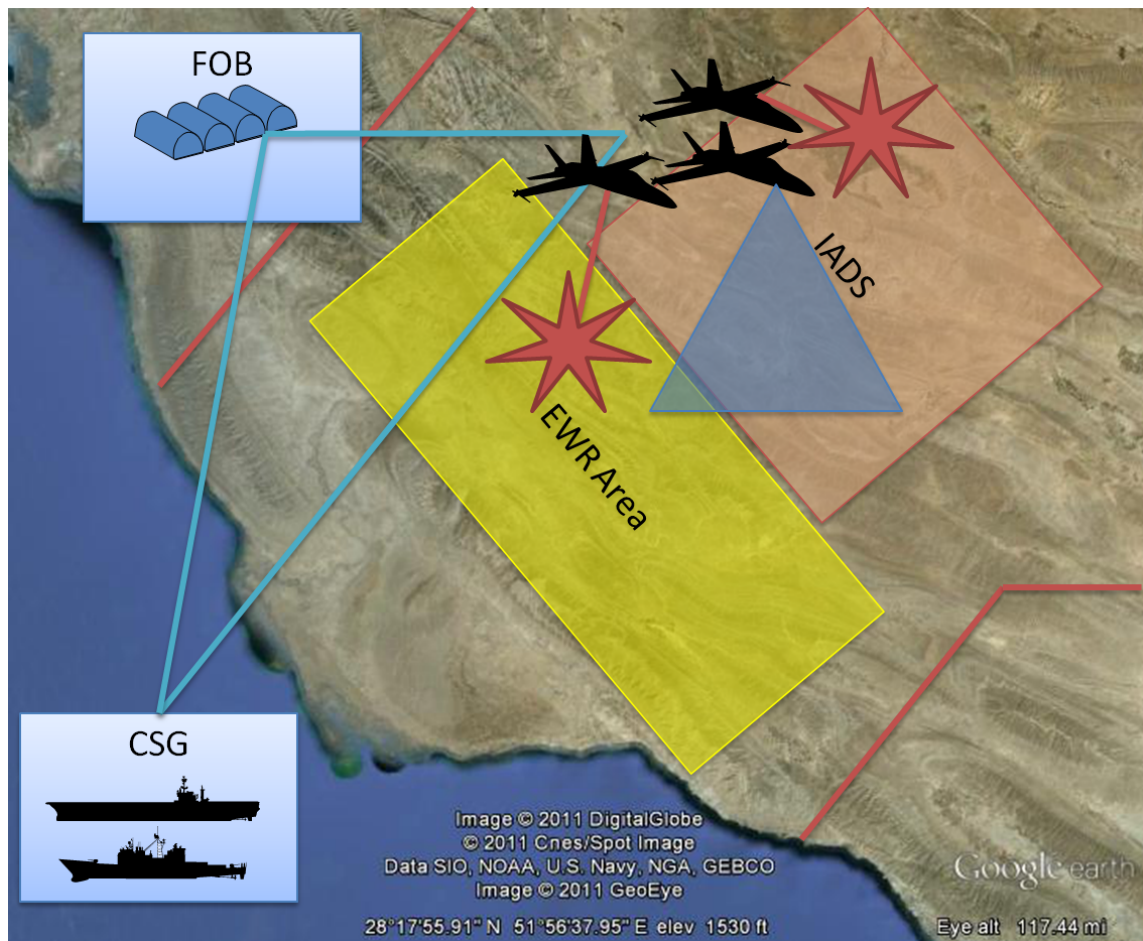 FOB
IADS
EWR Area
CSG
Image © 2011 DigitalGlobe
© 2011 Cnes/Spot Image
Data SIO, NOAA, U.S. Navy, NGA, GEBCO
Image © 2011 GeoEye
Google earth
28°17'55.91" N 51°56'37.95" E elev 1530 ft
Eye alt 117.44 mi